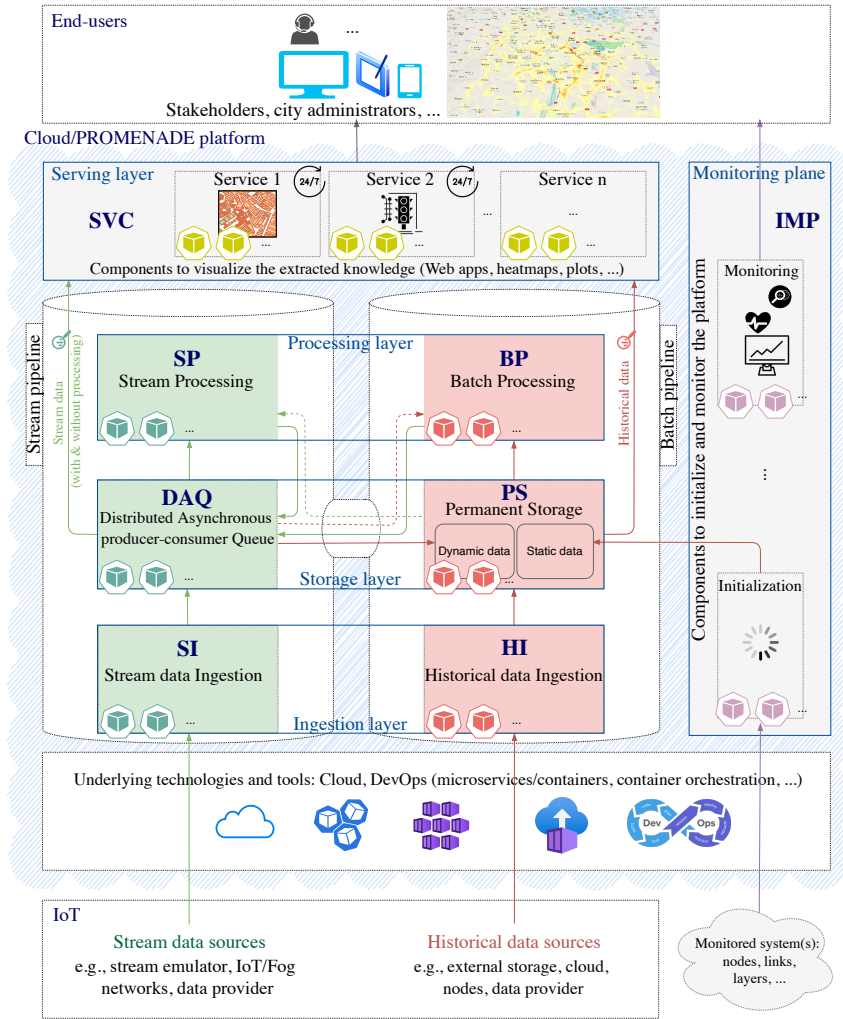 End-users
...
Stakeholders, city administrators, ...
Cloud/PROMENADE platform
Serving layer
SVC
Service 1
24/7
...
Service 2
24/7
...
...
Service n
...
...
Components to visualize the extracted knowledge (Web apps, heatmaps, plots, ...)
Monitoring plane
IMP
Components to initialize and monitor the platform
Monitoring
...
...
Initialization
...
Stream pipeline
Stream data
(with & without processing)
Processing layer
SP
Stream Processing
...
BP
Batch Processing
...
Historical data
Batch pipeline
DAQ
Distributed Asynchronous
producer-consumer Queue
...
Storage layer
PS
Permanent Storage
Dynamic data
Static data
...
SI
Stream data Ingestion
...
Ingestion layer
HI
Historical data Ingestion
...
Underlying technologies and tools: Cloud, DevOps (microservices/containers, container orchestration, ...)
Dev
Ops
IoT
Stream data sources
e.g., stream emulator, IoT/Fog
networks, data provider
Historical data sources
e.g., external storage, cloud,
nodes, data provider
Monitored system(s):
nodes, links,
layers, ...